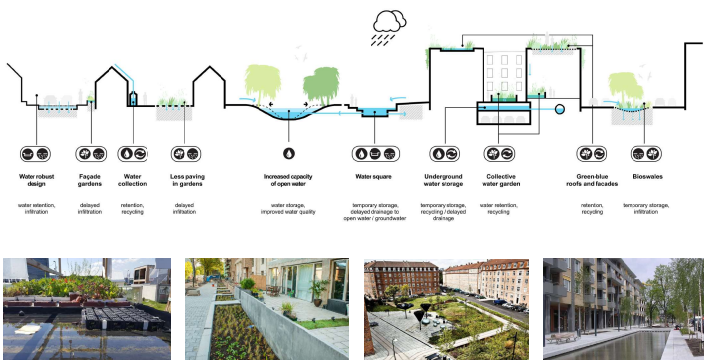 Water robust
design
water retention,
infiltration
Façade
gardens
delayed
infiltration
Water
collection
retention,
recycling
Less paving
in gardens
delayed
infiltration
Increased capacity
of open water
water storage,
improved water quality
Water square
temporary storage,
delayed drainage to
open water / groundwater
Underground
water storage
temporary storage,
recycling / delayed
drainage
Collective
water garden
water retention,
recycling
Green-blue
roofs and facades
retention,
recycling
Bioswales
temporary storage,
infiltration